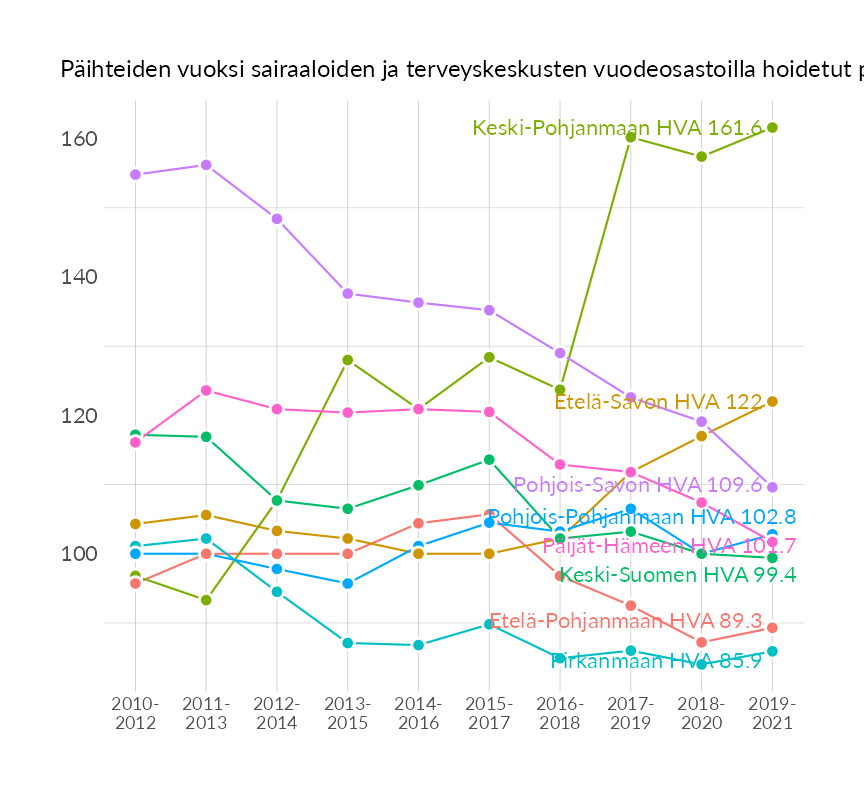 Päihteiden vuoksi sairaaloiden ja terveyskeskusten vuodeosastoilla hoidetut
160
140
120
100
Keski-Pohjanmaan HVA 161.6
Etelä-Savon HVA 122
Pohjois-Savon HVA 109.6
Pohjois-Pohjanmaan HVA 102.8
Päijät-Hämeen HVA 101.7
Keski-Suomen HVA 99.4
Etelä-Pohjanmaan HVA 89.3
Pirkanmaan HVA 85.9
2010-
2012
2011-
2013
2012-
2014
2013-
2015
2014-
2016
2015-
2017
2016-
2018
2017-
2019
2018-
2020
2019-
2021